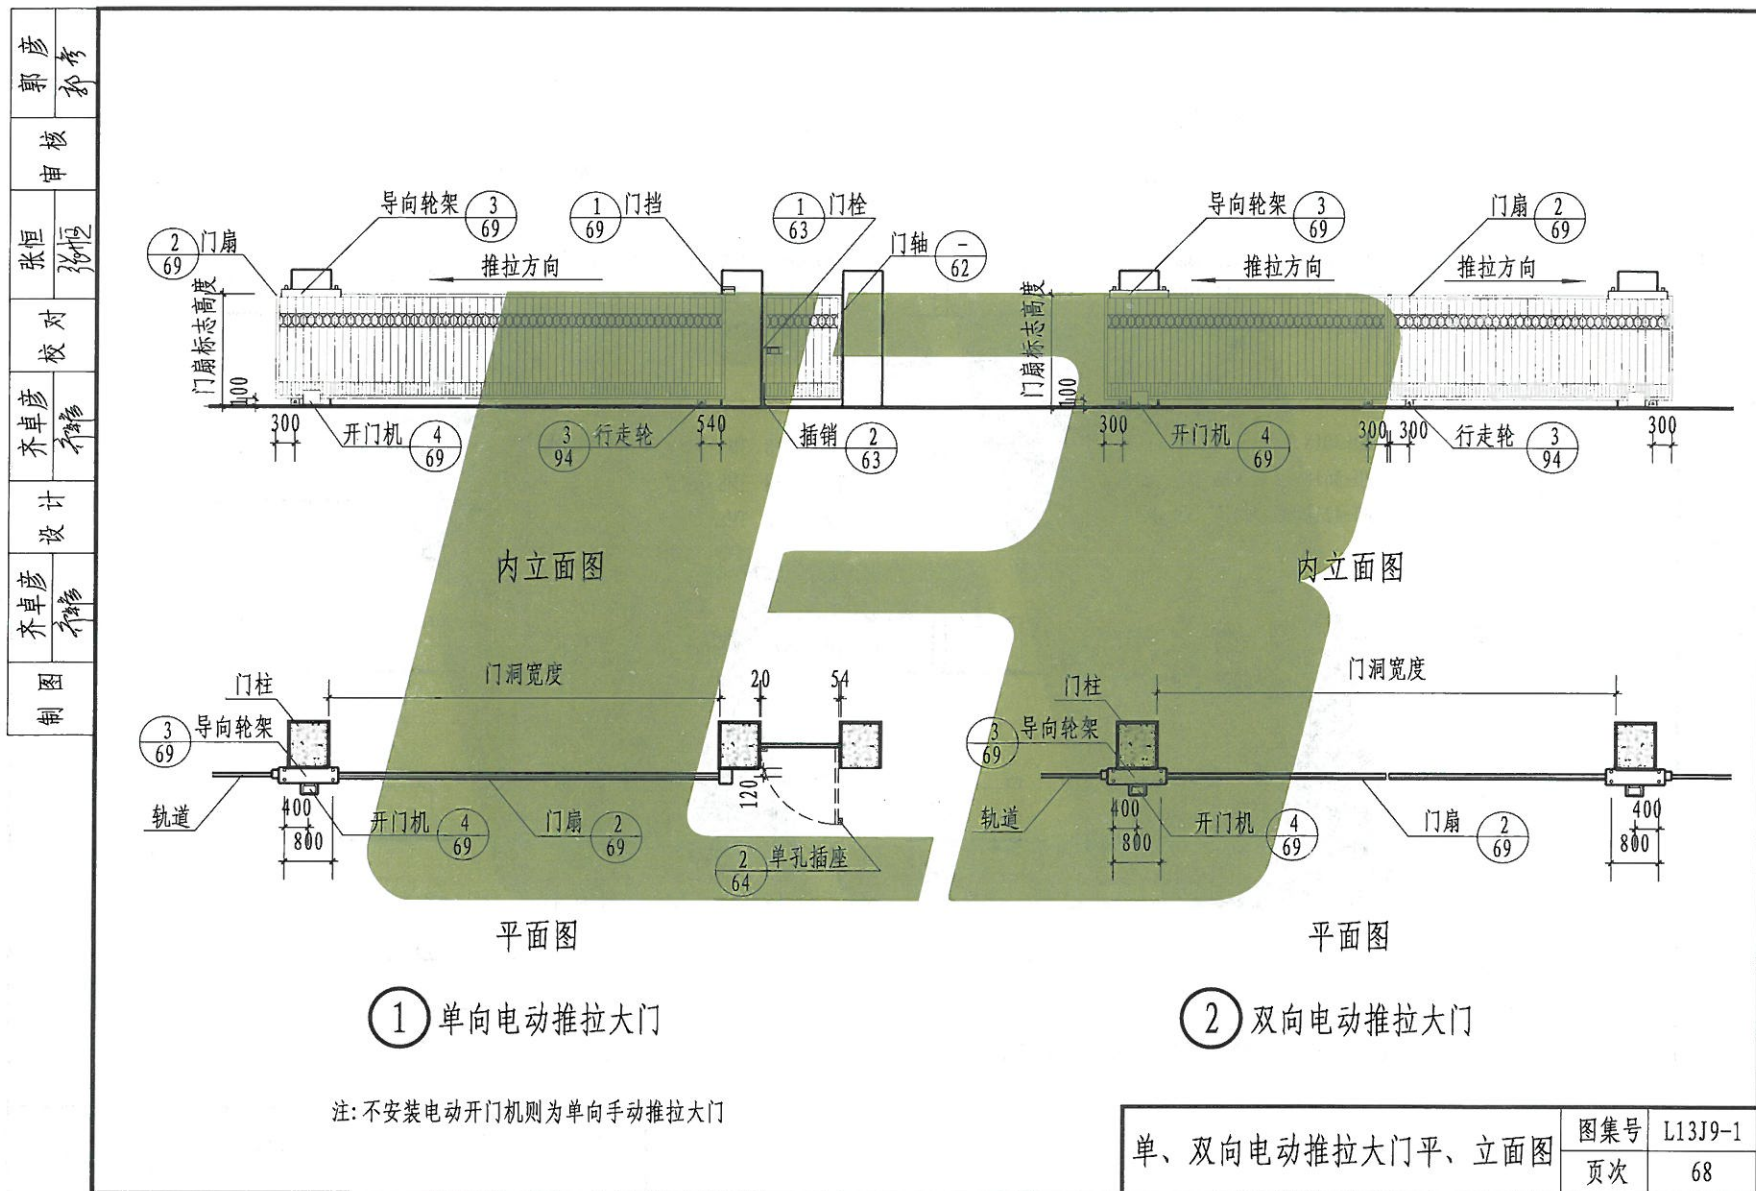 郭彦
审核
张恒
校对
齐卓彦
设计
齐卓彦
制图
导向轮架 3/69
1/69 门挡
1/63 门栓
2/69 门扇
门轴 -/62
推拉方向
门扇标志高度
100
300
开门机 4/69
3/94 行走轮
540
插销 2/63
内立面图
导向轮架 3/69
门扇 2/69
推拉方向
推拉方向
门扇标志高度
100
300
开门机 4/69
300
300
行走轮 3/94
300
内立面图
门柱
门洞宽度
20
54
3/69 导向轮架
轨道
400
800
开门机 4/69
门扇 2/69
120
2/64 单孔插座
平面图
① 单向电动推拉大门
门柱
门洞宽度
3/69 导向轮架
轨道
400
800
开门机 4/69
门扇 2/69
400
800
平面图
② 双向电动推拉大门
注:不安装电动开门机则为单向手动推拉大门
单、双向电动推拉大门平、立面图
图集号 L13J9-1
页次 68